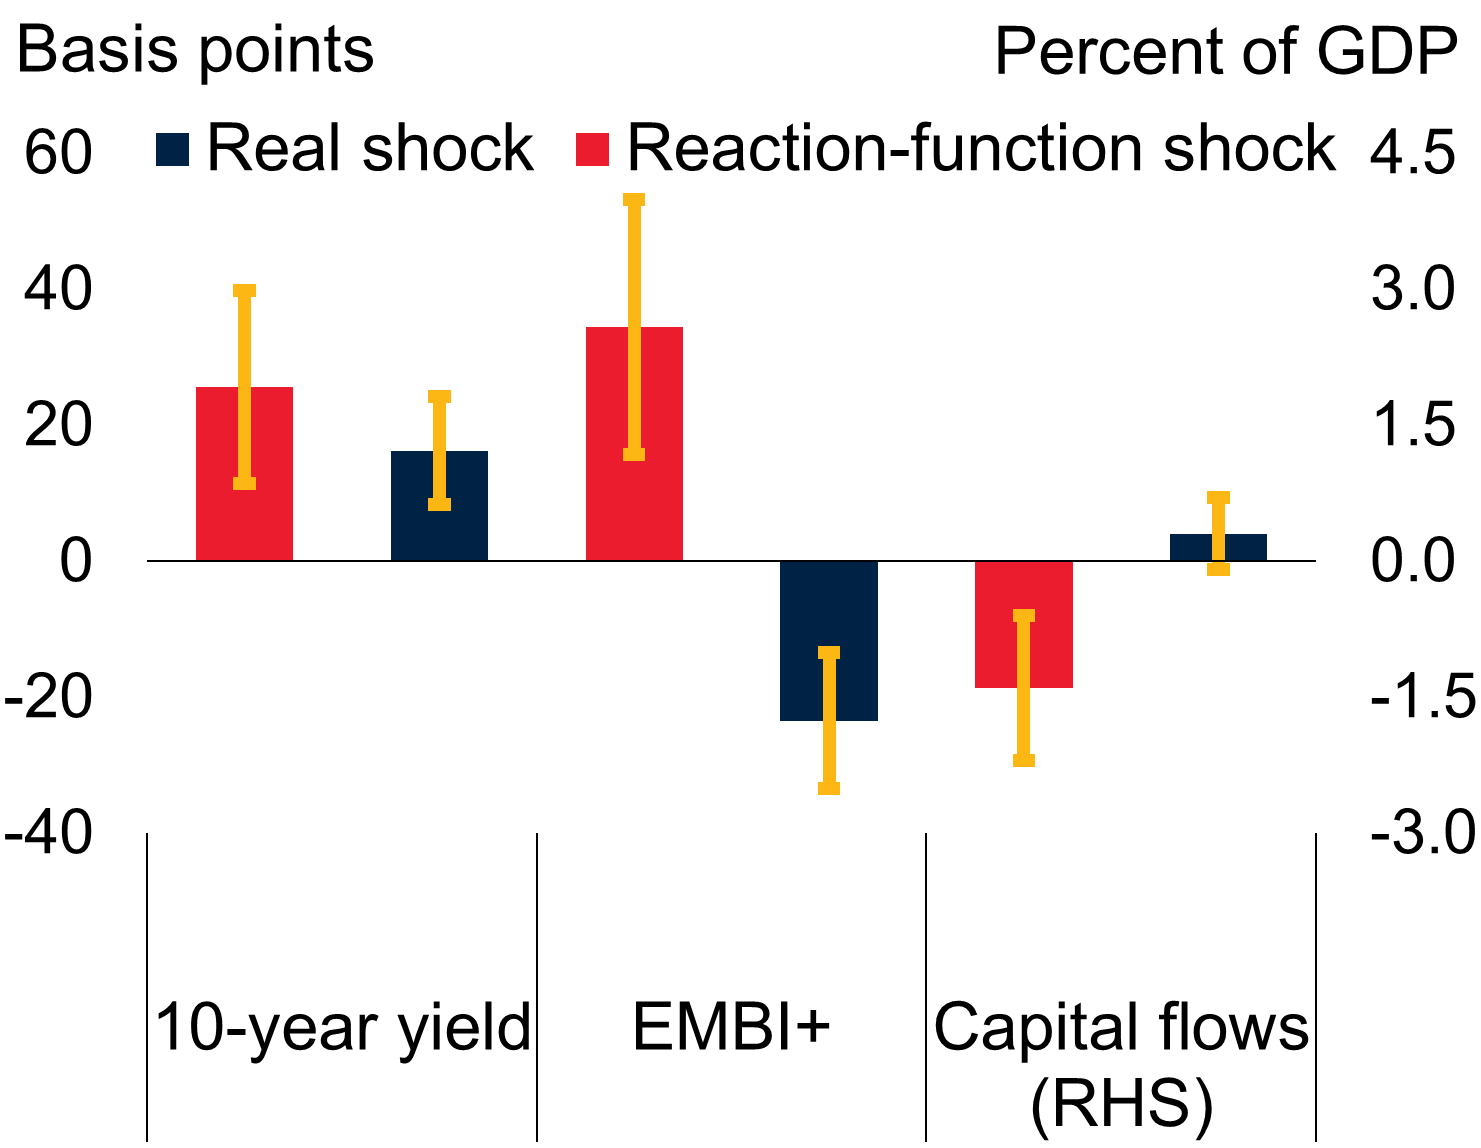 Basis points Percent of GDP
60 Real shock Reaction-function shock 4.5
40 3.0
20 1.5
0 0.0
-20 -1.5
-40 -3.0
10-year yield EMBI+ Capital flows
(RHS)